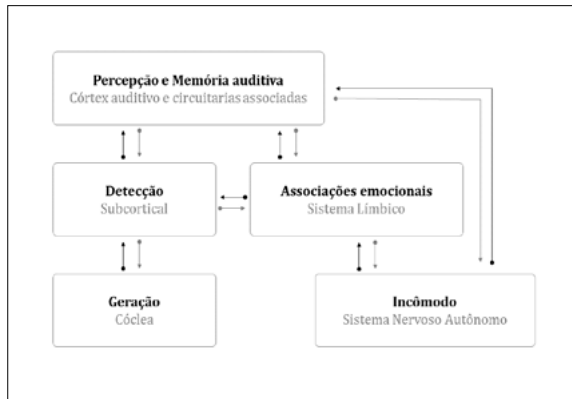 Percepção e Memória auditiva
Córtex auditivo e circuitarias associadas
Detecção
Subcortical
Associações emocionais
Sistema Límbico
Geração
Cóclea
Incômodo
Sistema Nervoso Autônomo